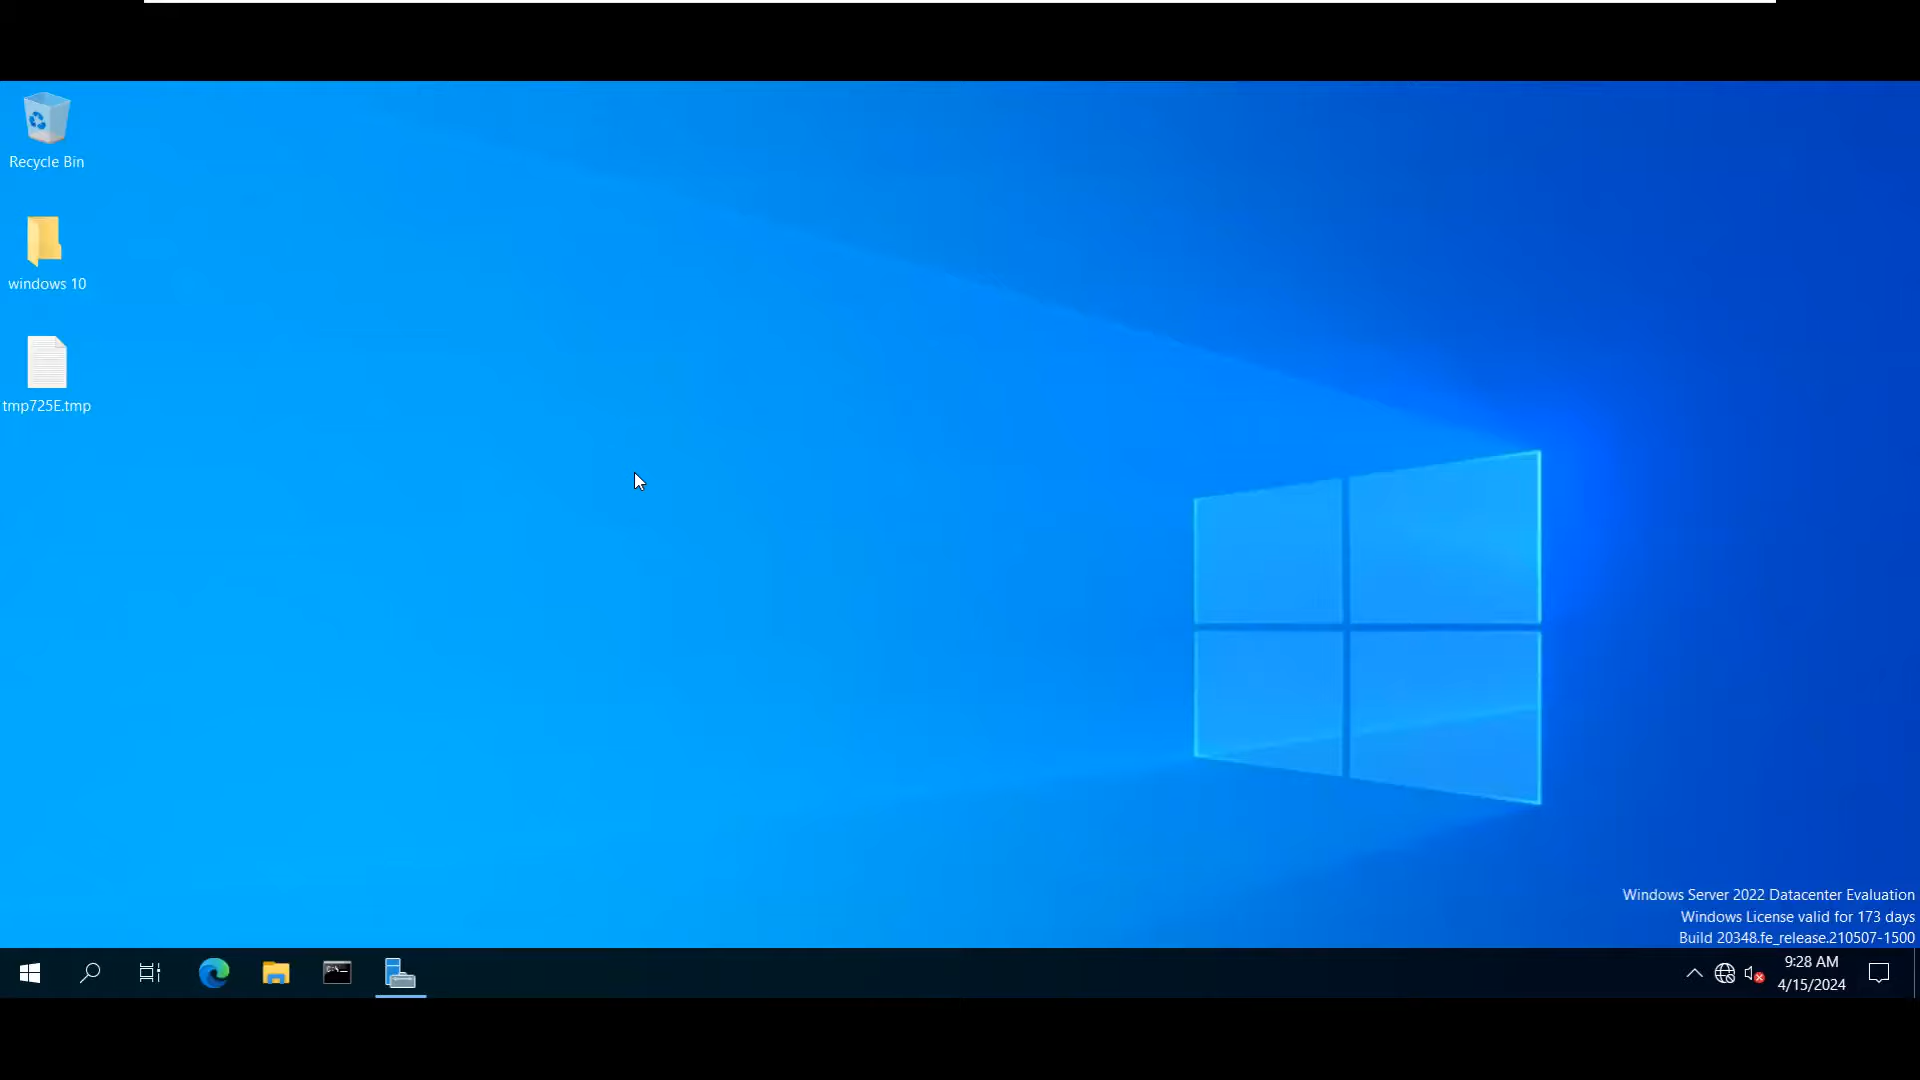 Recycle Bin
windows 10
tmp725E.tmp
Windows Server 2022 Datacenter Evaluation
Windows License valid for 173 days
Build 20348.fe_release.210507-1500
9:28 AM
4/15/2024